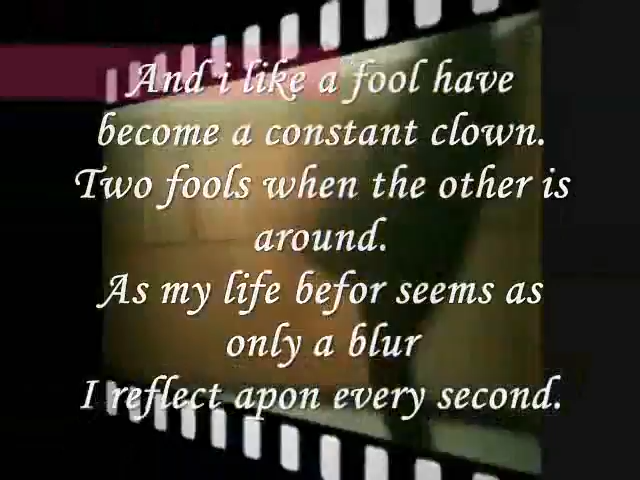 And i like a fool have
become a constant clown.
Two fools when the other is
around.
As my life befor seems as
only a blur
I reflect apon every second.